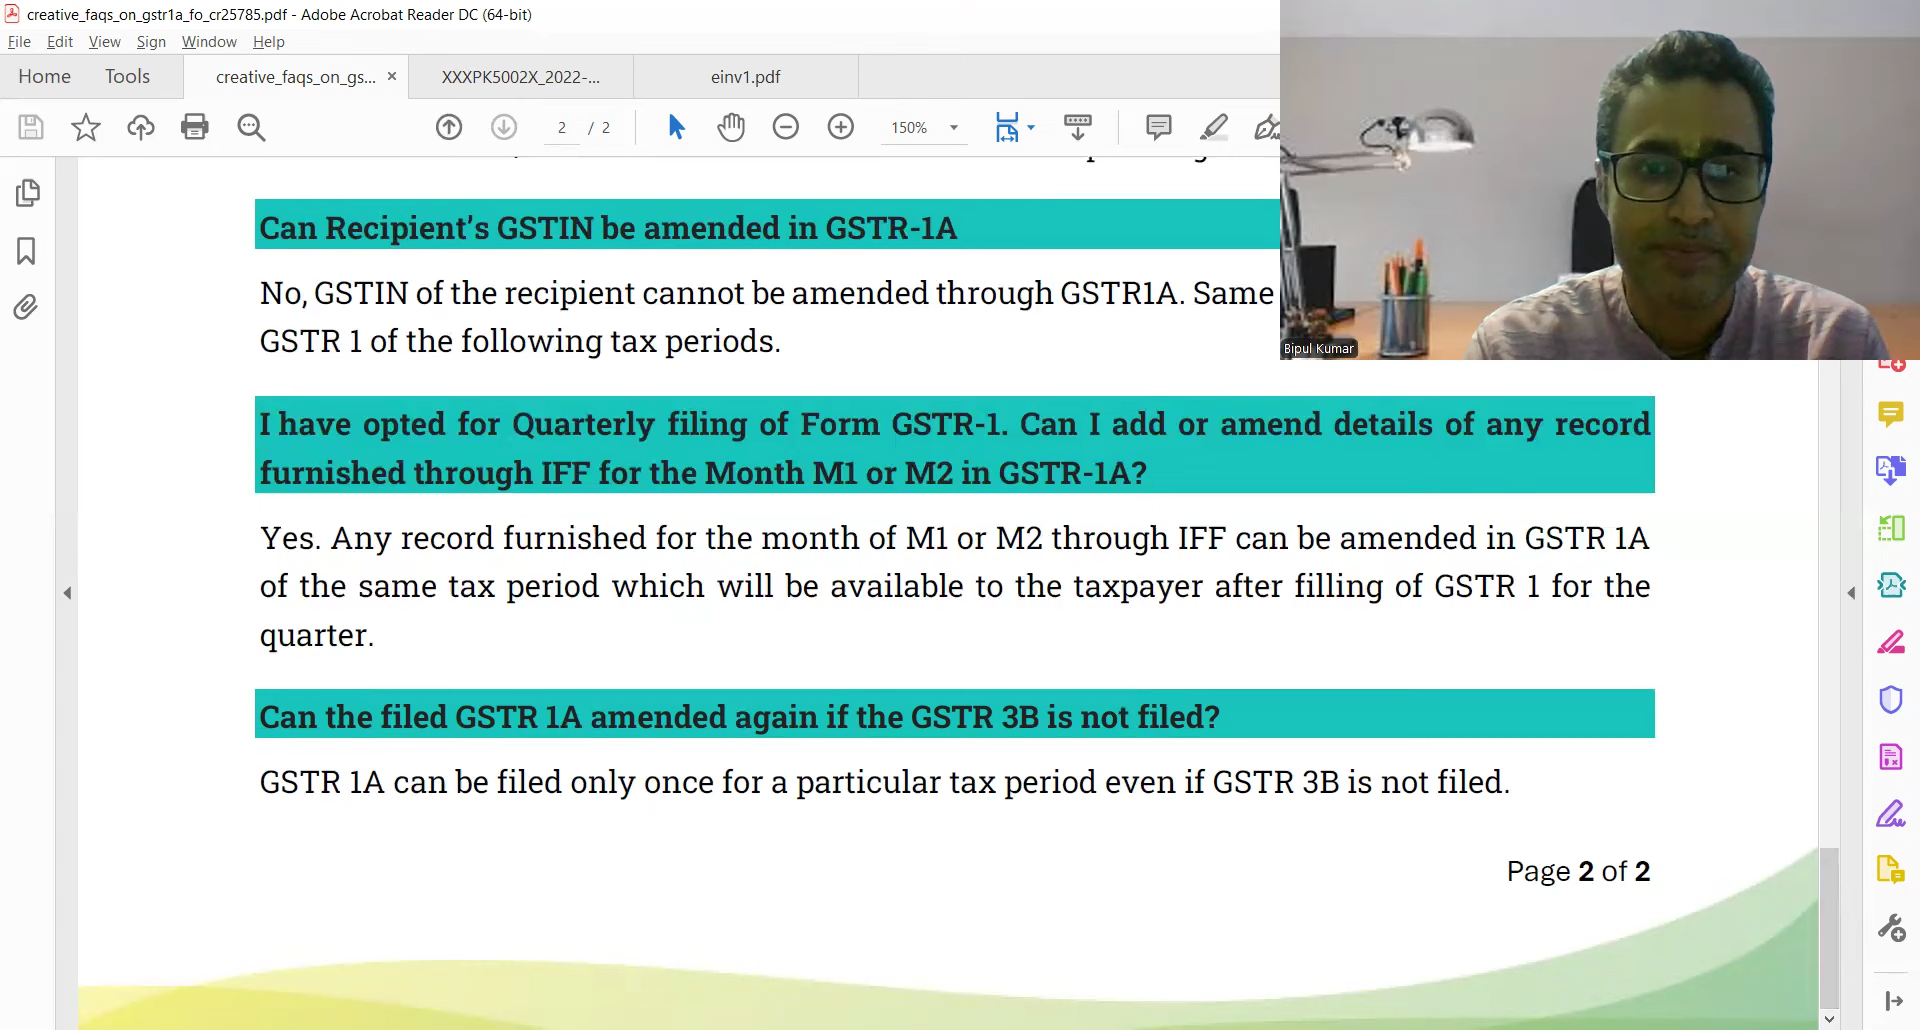 creative_faqs_on_gstr1a_fo_cr25785.pdf - Adobe Acrobat Reader DC (64-bit)
File Edit View Sign Window Help
Home Tools creative_faqs_on_gs... × XXXPK5002X_2022-... einv1.pdf
2 / 2 150%
Can Recipient’s GSTIN be amended in GSTR-1A
No, GSTIN of the recipient cannot be amended through GSTR1A. Same
GSTR 1 of the following tax periods.
Bipul Kumar
I have opted for Quarterly filing of Form GSTR-1. Can I add or amend details of any record
furnished through IFF for the Month M1 or M2 in GSTR-1A?
Yes. Any record furnished for the month of M1 or M2 through IFF can be amended in GSTR 1A
of the same tax period which will be available to the taxpayer after filling of GSTR 1 for the
quarter.
Can the filed GSTR 1A amended again if the GSTR 3B is not filed?
GSTR 1A can be filed only once for a particular tax period even if GSTR 3B is not filed.
Page 2 of 2